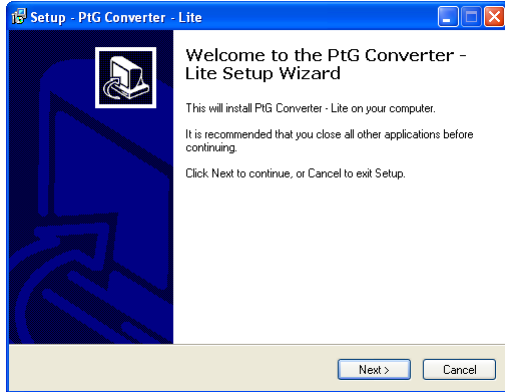 Setup - PtG Converter - Lite
Welcome to the PtG Converter -
Lite Setup Wizard
This will install PtG Converter - Lite on your computer.
It is recommended that you close all other applications before
continuing.
Click Next to continue, or Cancel to exit Setup.
Next > Cancel